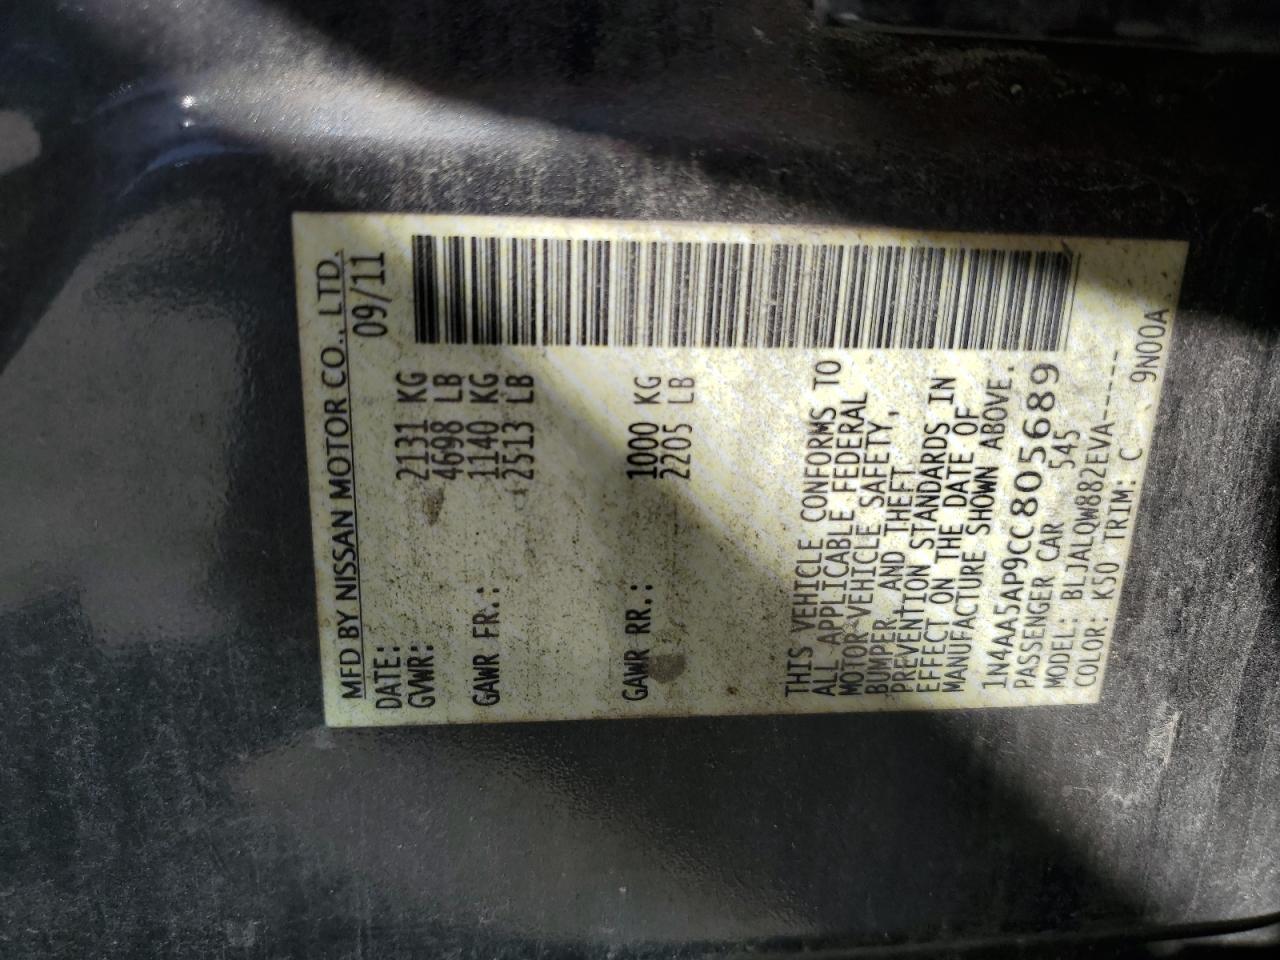 MFD BY NISSAN MOTOR CO., LTD.
DATE: 09/11
GVWR: 2131 KG
4698 LB
GAWR FR.: 1140 KG
2513 LB
GAWR RR.: 1000 KG
2205 LB
THIS VEHICLE CONFORMS TO
ALL APPLICABLE FEDERAL
MOTOR VEHICLE SAFETY,
BUMPER, AND THEFT
PREVENTION STANDARDS IN
EFFECT ON THE DATE OF
MANUFACTURE SHOWN ABOVE.
1N4AA5AP9CC805689
PASSENGER CAR 545
MODEL: BLJALQW882EVA-----
COLOR: K50 TRIM: C 9N00A